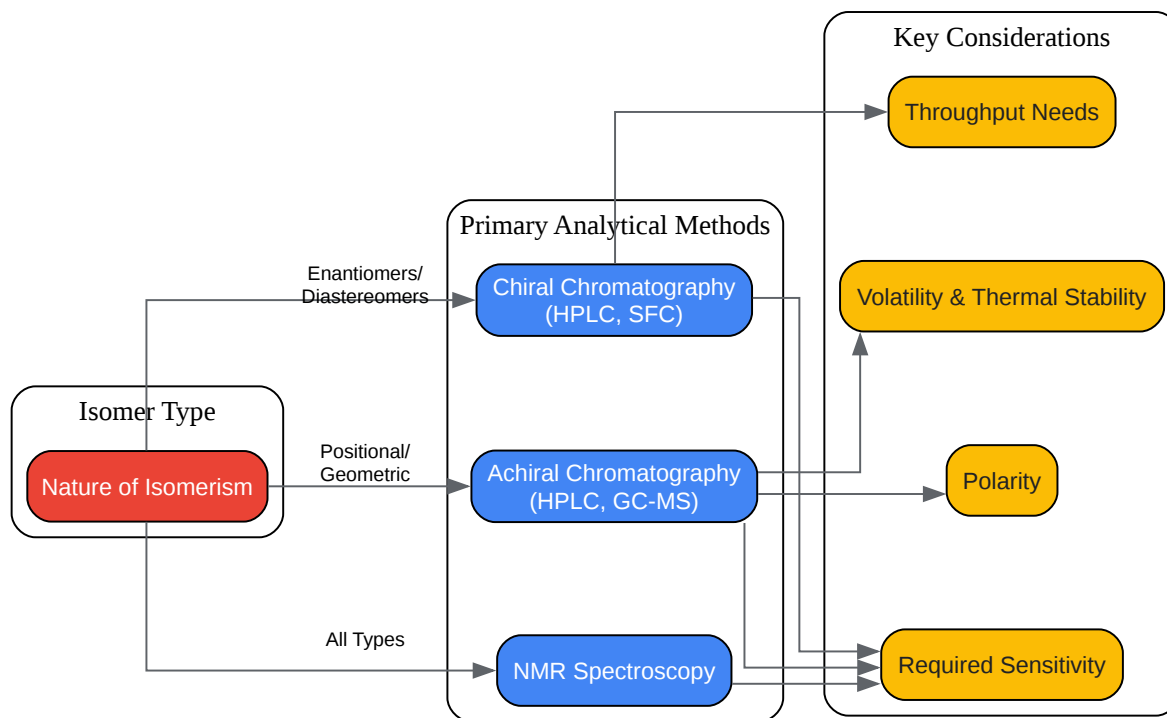 Key Considerations
Throughput Needs
Primary Analytical Methods
Enantiomers/
Diastereomers
Chiral Chromatography
(HPLC, SFC)
Volatility & Thermal Stability
Isomer Type
Nature of Isomerism
Positional/
Geometric
Achiral Chromatography
(HPLC, GC-MS)
Polarity
All Types
NMR Spectroscopy
Required Sensitivity